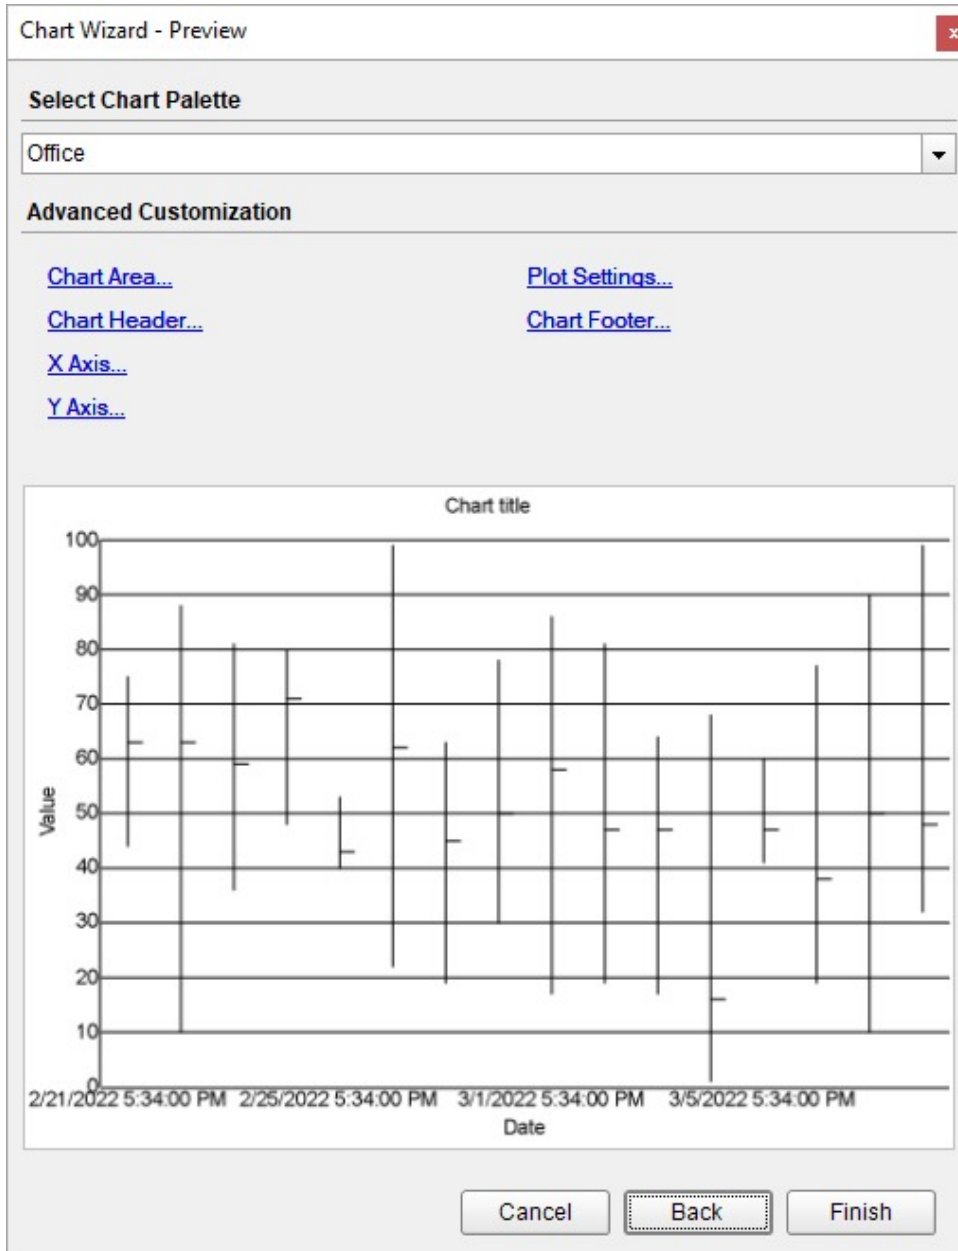 Chart Wizard - Preview
x
Select Chart Palette
Office
Advanced Customization
Chart Area...
Plot Settings...
Chart Header...
Chart Footer...
X Axis...
Y Axis...
Chart title
100
90
80
70
60
50
40
30
20
10
0
Value
2/21/2022 5:34:00 PM 2/25/2022 5:34:00 PM 3/1/2022 5:34:00 PM 3/5/2022 5:34:00 PM
Date
Cancel Back Finish